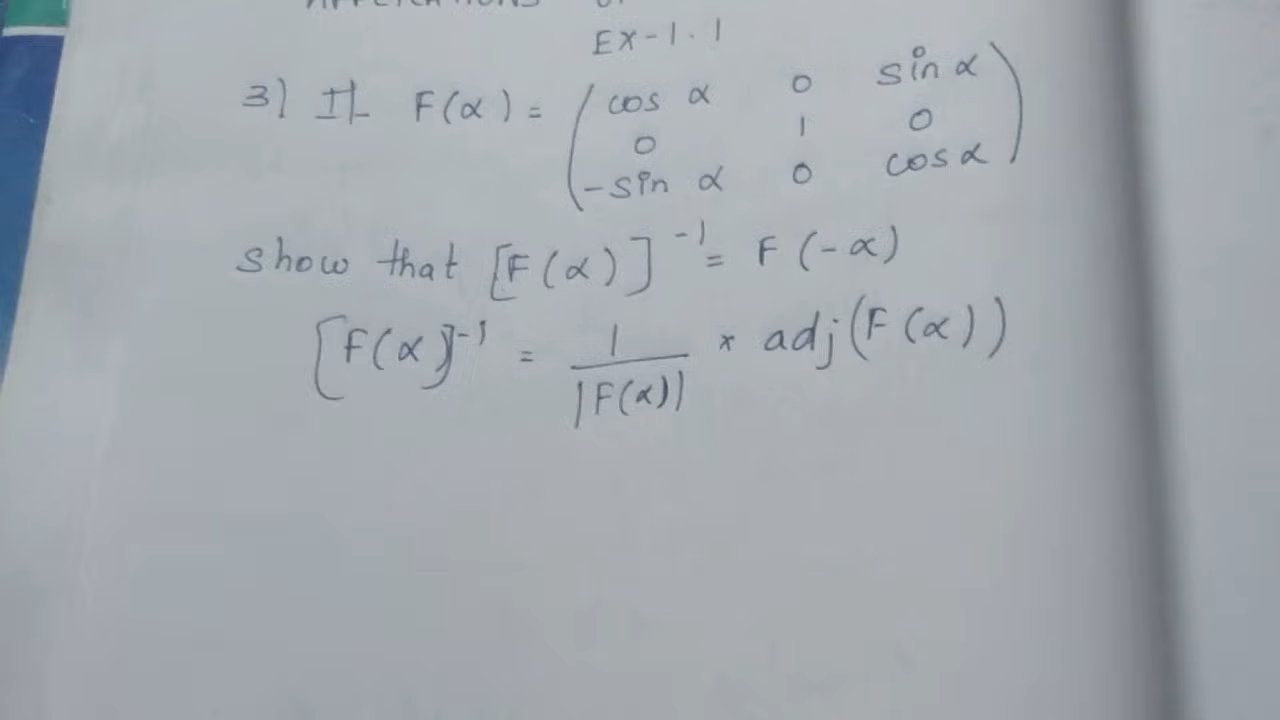 EX-1.1
3) If F(α) = ( cos α 0 sin α
0 1 0
-sin α 0 cos α )
show that [F(α)]⁻¹ = F(-α)
[F(α)]⁻¹ = 1/|F(α)| × adj(F(α))